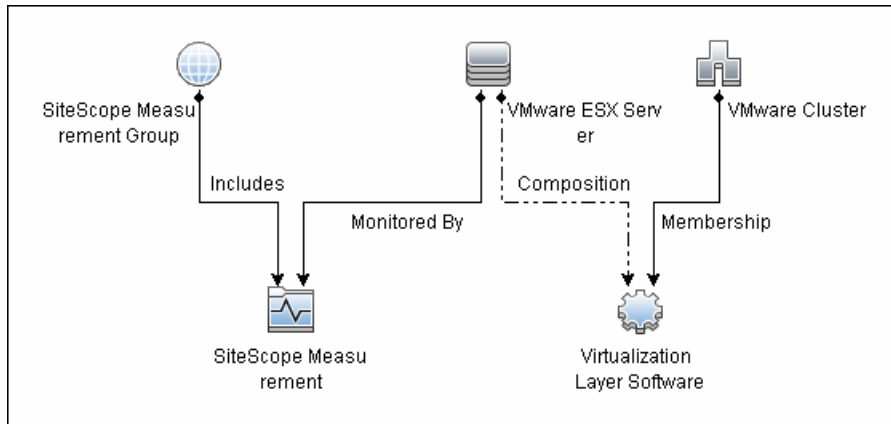 SiteScope Measu
rement Group
VMware ESX Serv
er
VMware Cluster
Includes
Composition
Monitored By
Membership
SiteScope Measu
rement
Virtualization
Layer Software